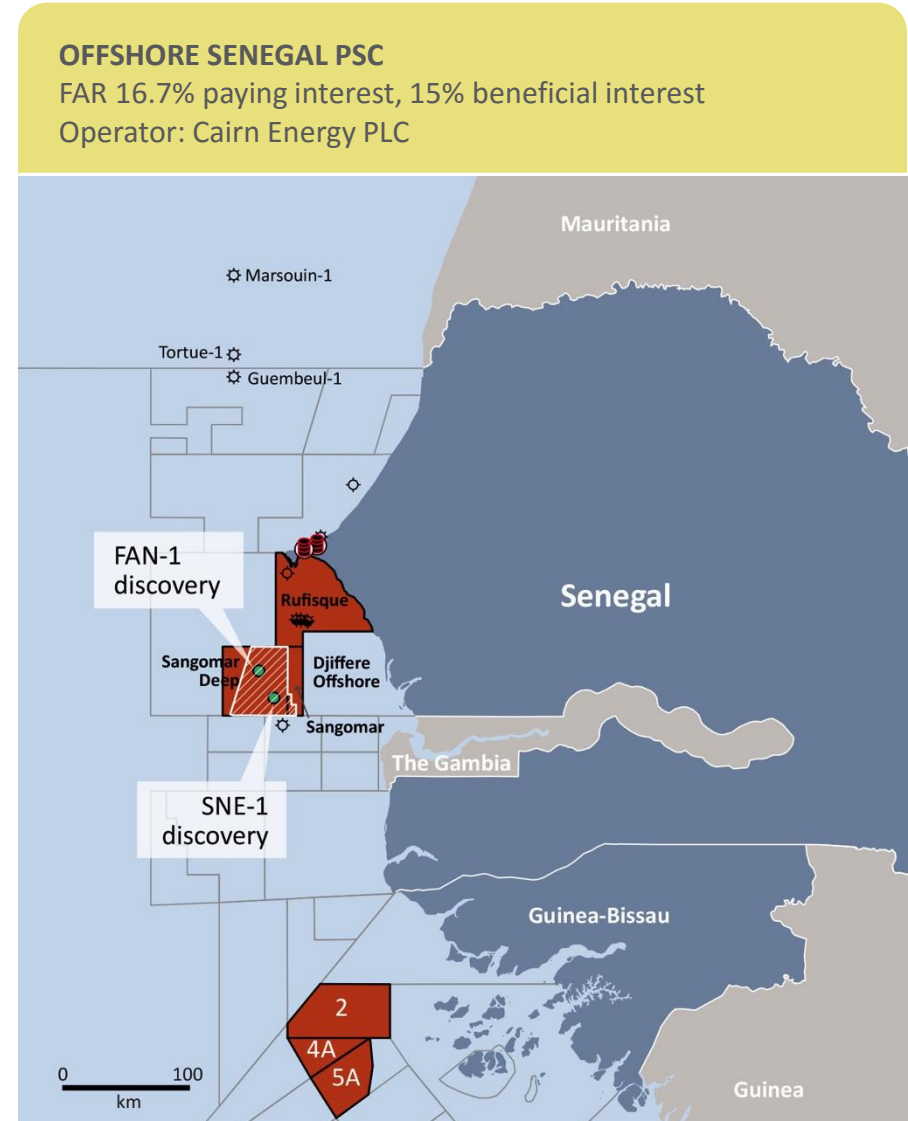 OFFSHORE SENEGAL PSC
FAR 16.7% paying interest, 15% beneficial interest
Operator: Cairn Energy PLC
Mauritania
Marsouin-1
Tortue-1
Guembeul-1
FAN-1
discovery
Senegal
Rufisque
Sangomar
Deep
Djiffere
Offshore
Sangomar
The Gambia
SNE-1
discovery
Guinea-Bissau
2
4A
5A
0 100
km
Guinea